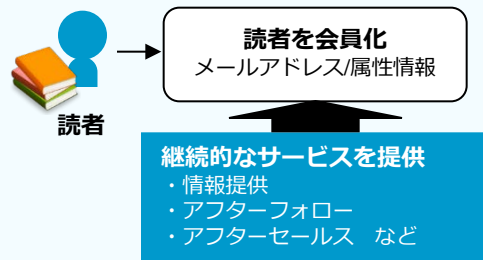 読者を会員化
メールアドレス/属性情報
読者
継続的なサービスを提供
・情報提供
・アフターフォロー
・アフターセールス　など